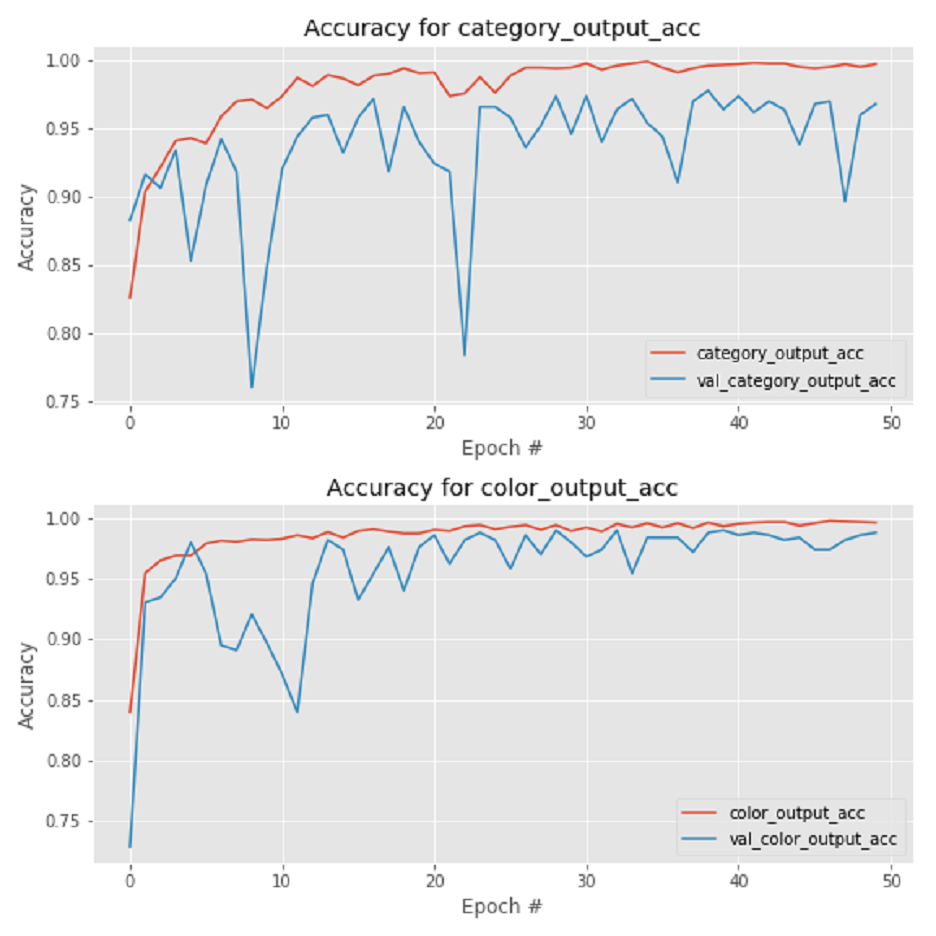 Accuracy for category_output_acc
1.00
0.95
0.90
0.85
0.80
0.75
Accuracy
0 10 20 30 40 50
Epoch #
category_output_acc
val_category_output_acc
Accuracy for color_output_acc
1.00
0.95
0.90
0.85
0.80
0.75
Accuracy
0 10 20 30 40 50
Epoch #
color_output_acc
val_color_output_acc